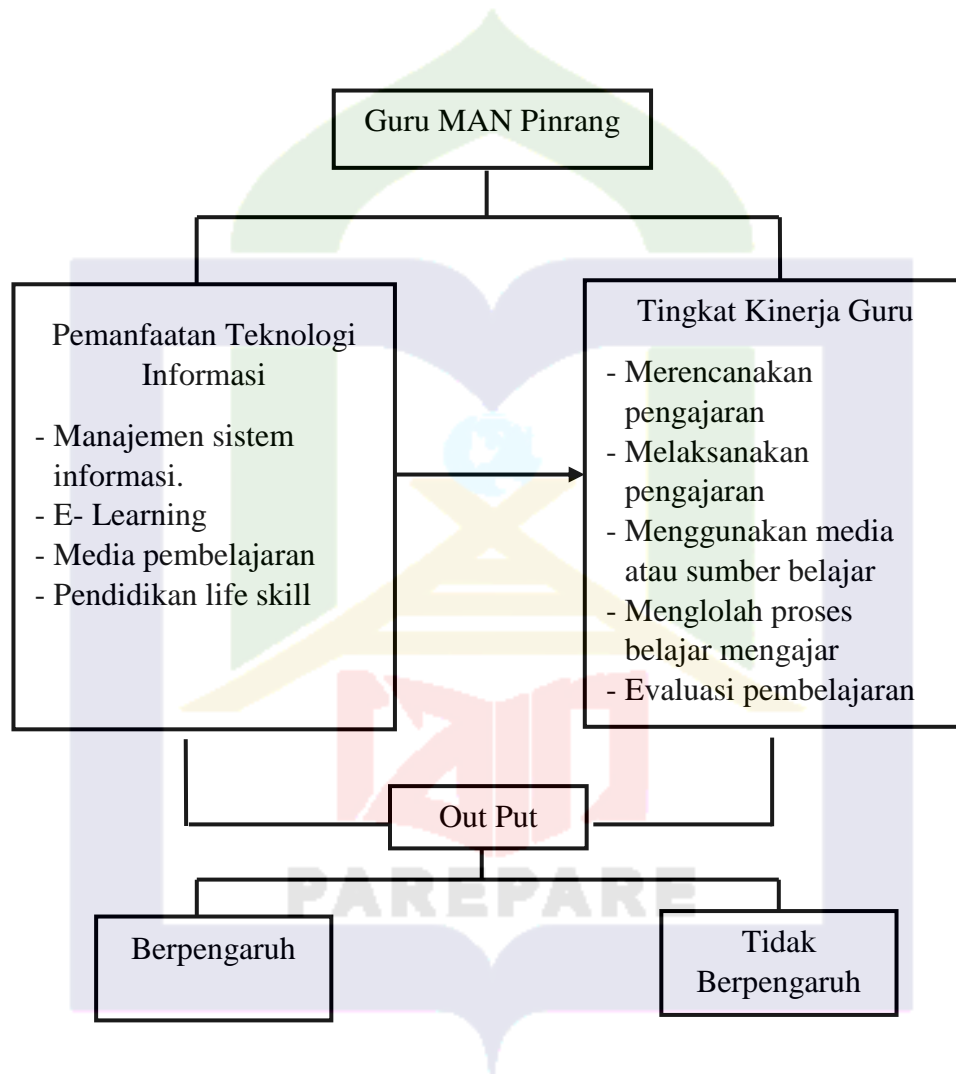 Guru MAN Pinrang
Pemanfaatan Teknologi
Informasi
- Manajemen sistem
informasi.
- E- Learning
- Media pembelajaran
- Pendidikan life skill
Tingkat Kinerja Guru
- Merencanakan
pengajaran
- Melaksanakan
pengajaran
- Menggunakan media
atau sumber belajar
- Menglolah proses
belajar mengajar
- Evaluasi pembelajaran
Out Put
PAREPARE
Berpengaruh
Tidak
Berpengaruh